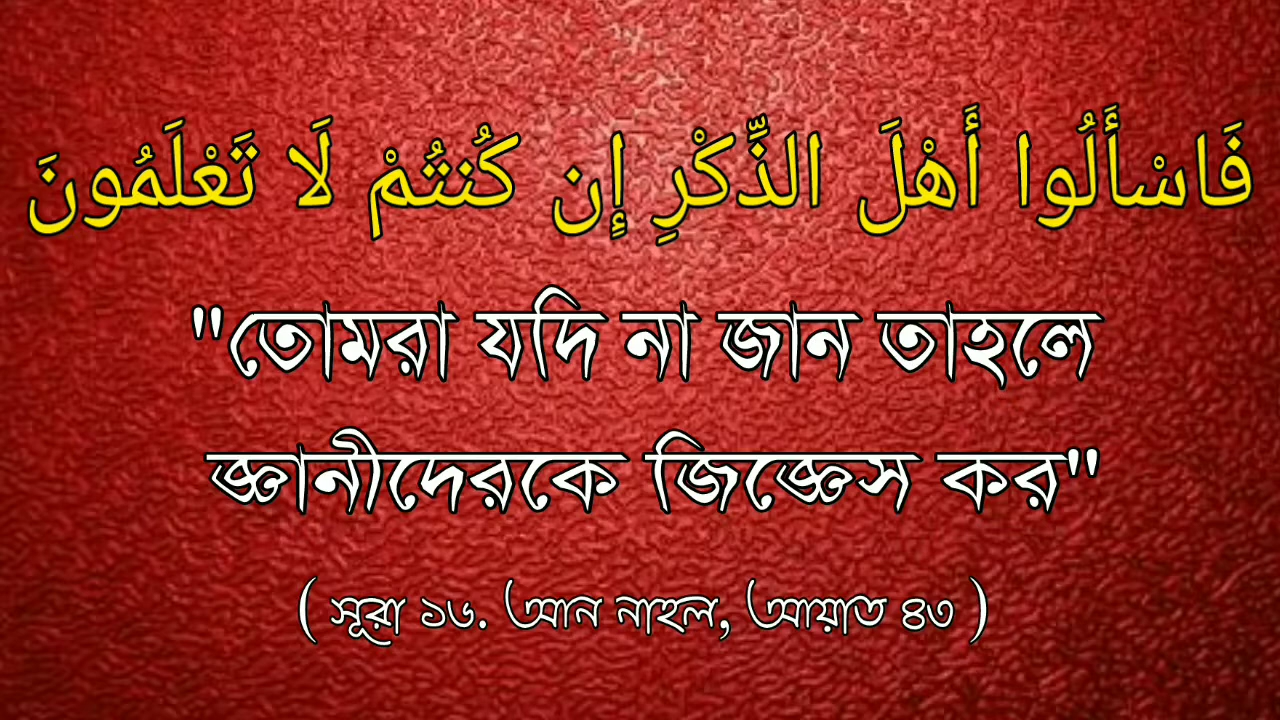 فَاسْأَلُوا أَهْلَ الذِّكْرِ إِن كُنتُمْ لَا تَعْلَمُونَ
"তোমরা যদি না জান তাহলে
জ্ঞানীদেরকে জিজ্ঞেস কর"
( সূরা ১৬. আন নাহল, আয়াত ৪৩ )